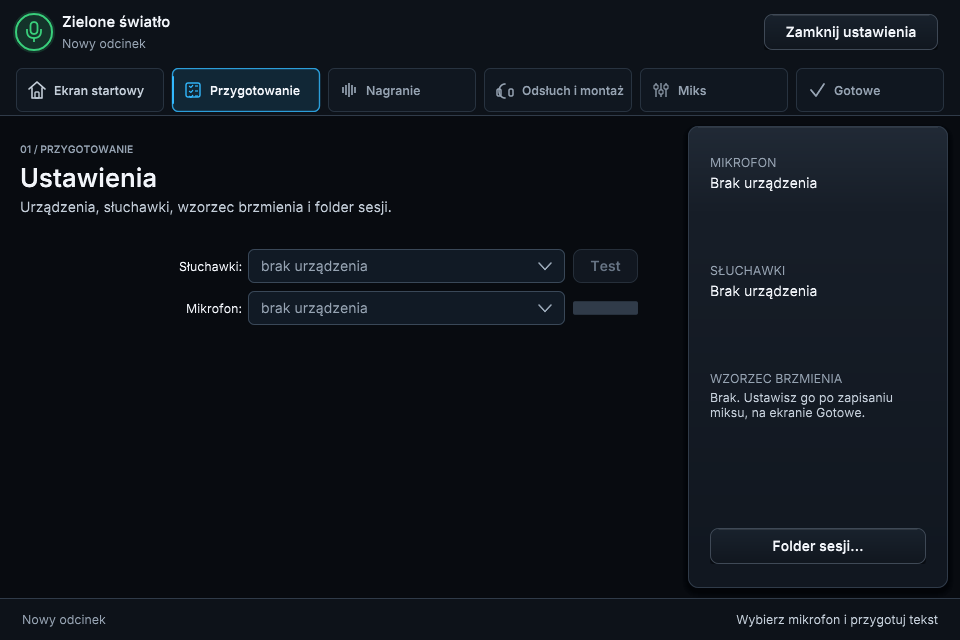 Zielone światło
Nowy odcinek
Zamknij ustawienia
Ekran startowy
Przygotowanie
Nagranie
Odsłuch i montaż
Miks
Gotowe
01 / PRZYGOTOWANIE
Ustawienia
Urządzenia, słuchawki, wzorzec brzmienia i folder sesji.
Słuchawki: brak urządzenia Test
Mikrofon: brak urządzenia
MIKROFON
Brak urządzenia
SŁUCHAWKI
Brak urządzenia
WZORZEC BRZMIENIA
Brak. Ustawisz go po zapisaniu
miksu, na ekranie Gotowe.
Folder sesji...
Nowy odcinek
Wybierz mikrofon i przygotuj tekst